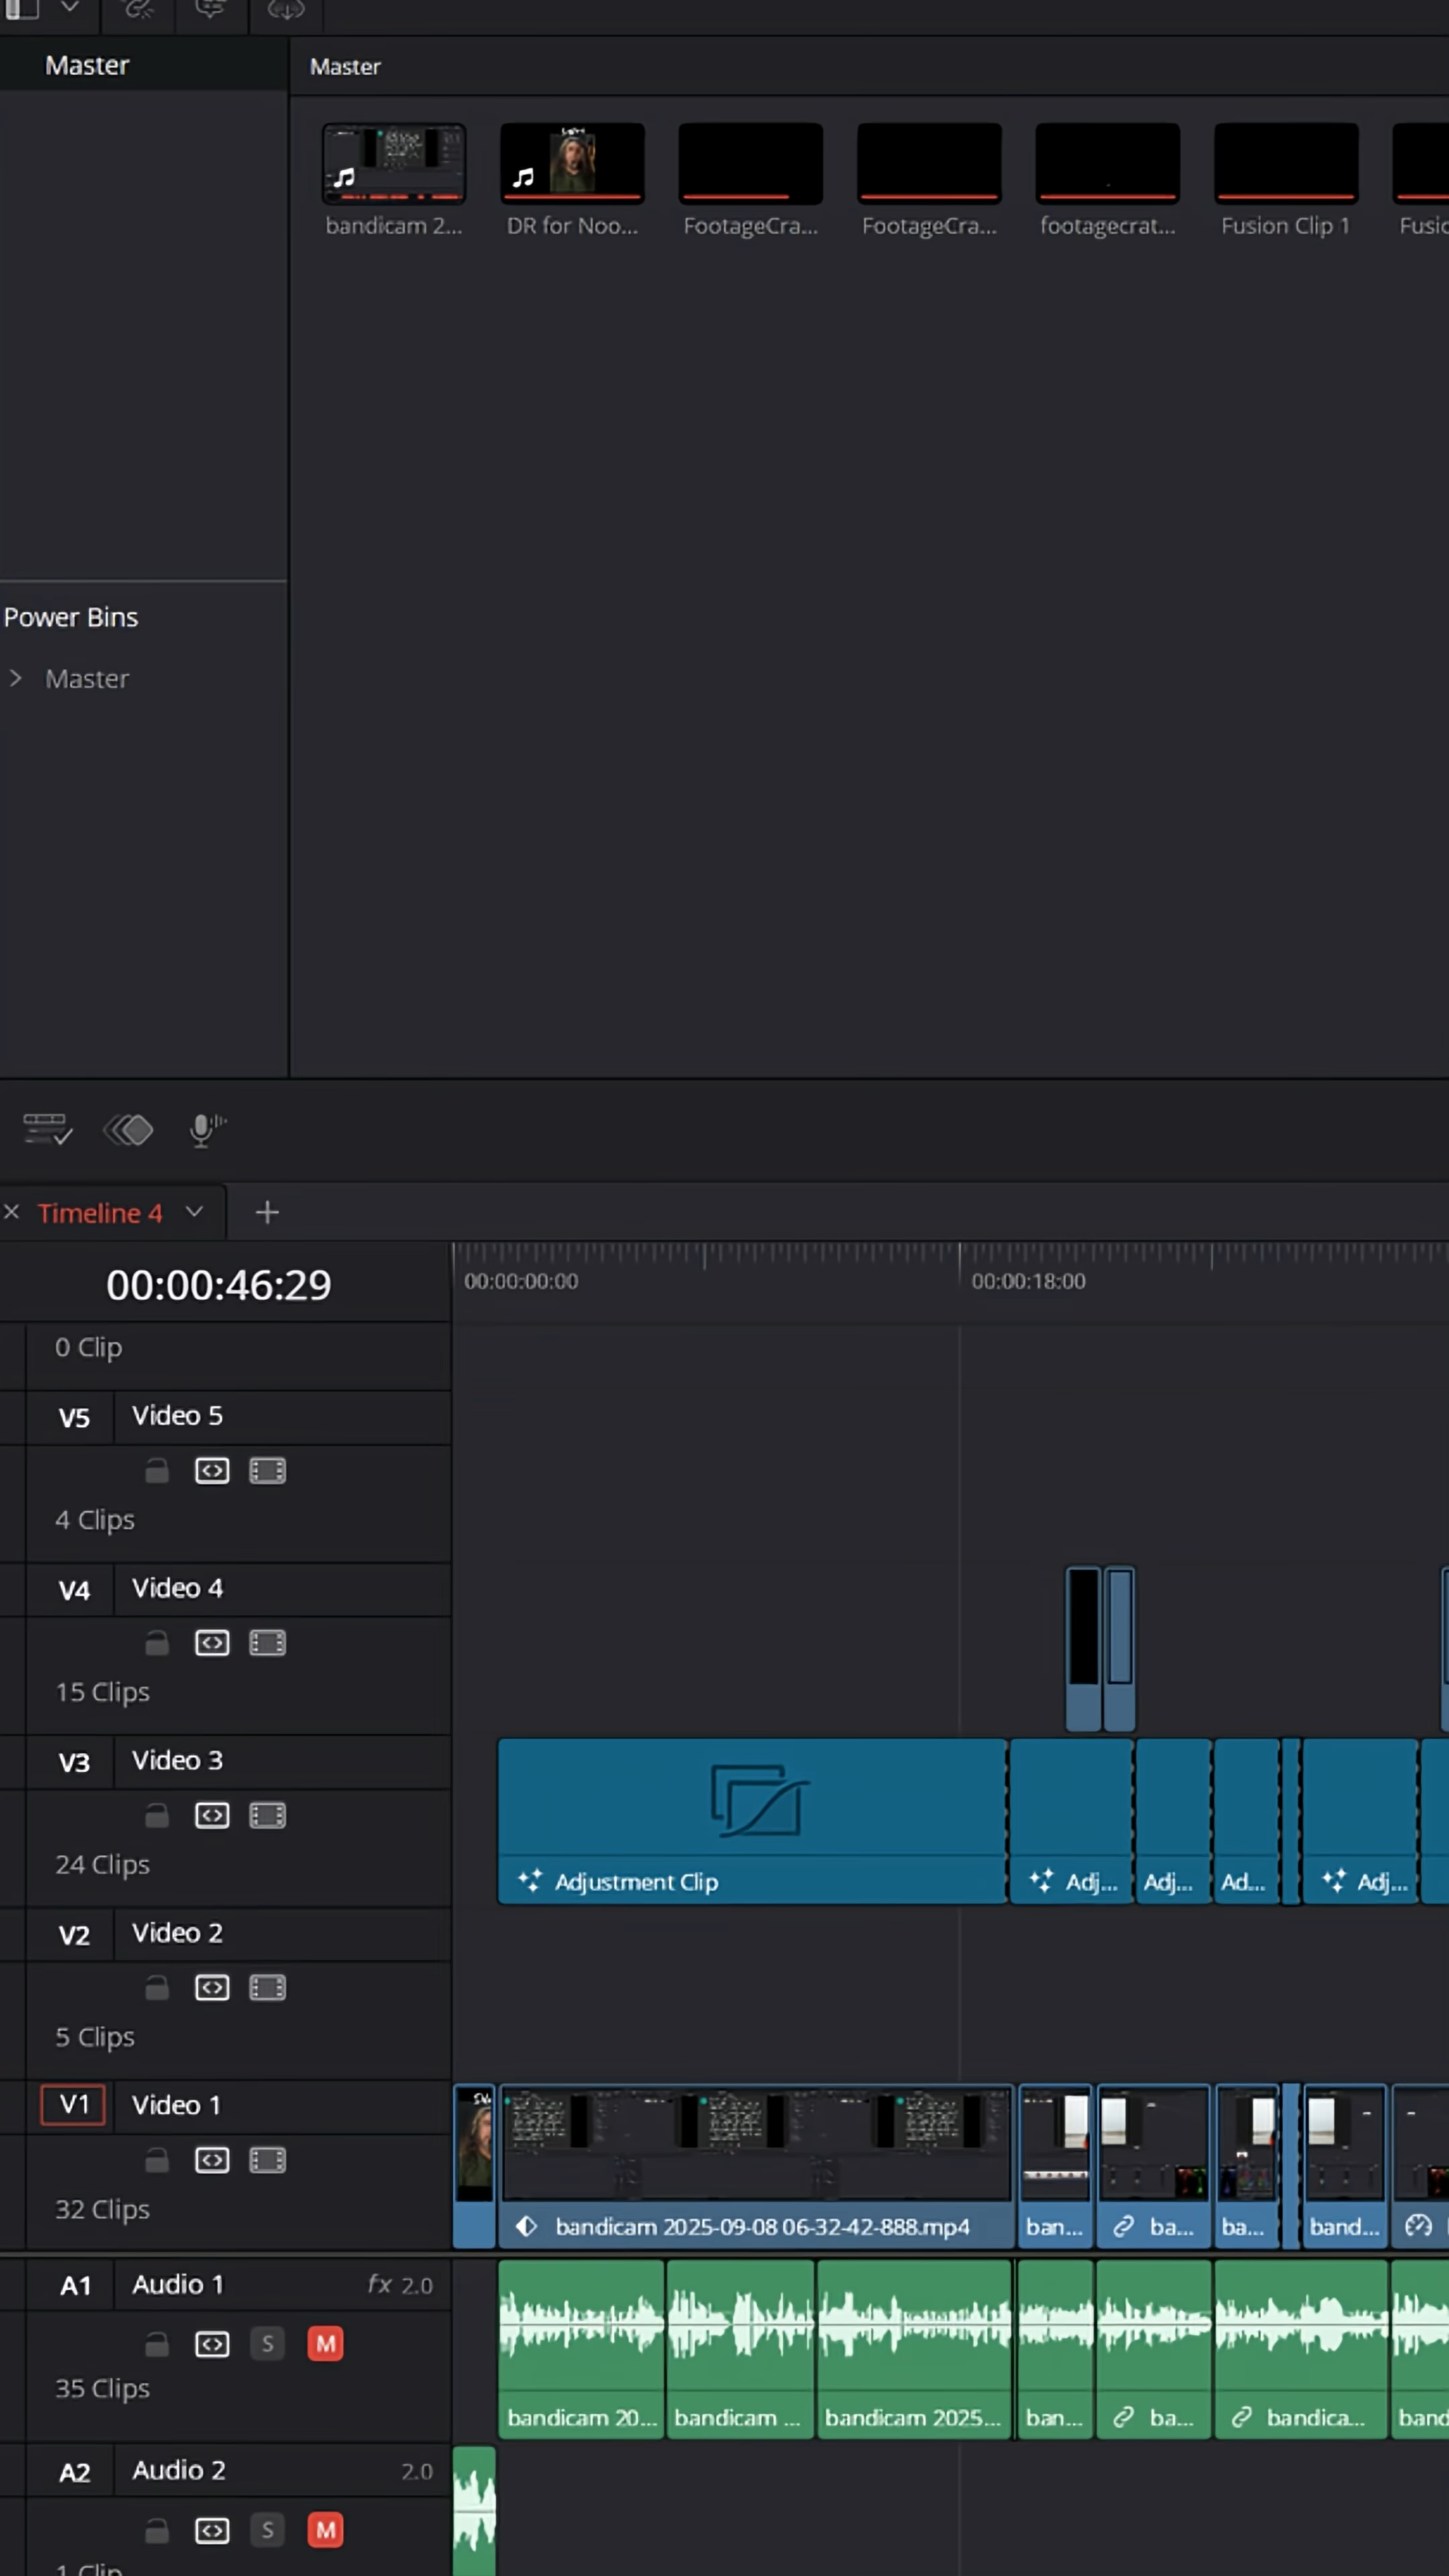 Master
Master
bandicam 2...
DR for Noo...
FootageCra...
FootageCra...
footagecrat...
Fusion Clip 1
Power Bins
Master
Timeline 4
00:00:46:29
00:00:00:00
00:00:18:00
0 Clip
V5 Video 5
4 Clips
V4 Video 4
15 Clips
V3 Video 3
24 Clips
Adjustment Clip
Adj...
Adj...
Ad...
Adj...
V2 Video 2
5 Clips
V1 Video 1
32 Clips
bandicam 2025-09-08 06-32-42-888.mp4
ban...
ba...
ba...
band...
A1 Audio 1 fx 2.0
S M
35 Clips
bandicam 20...
bandicam ...
bandicam 2025...
ban...
ba...
bandica...
band
A2 Audio 2 2.0
S M
1 Clip